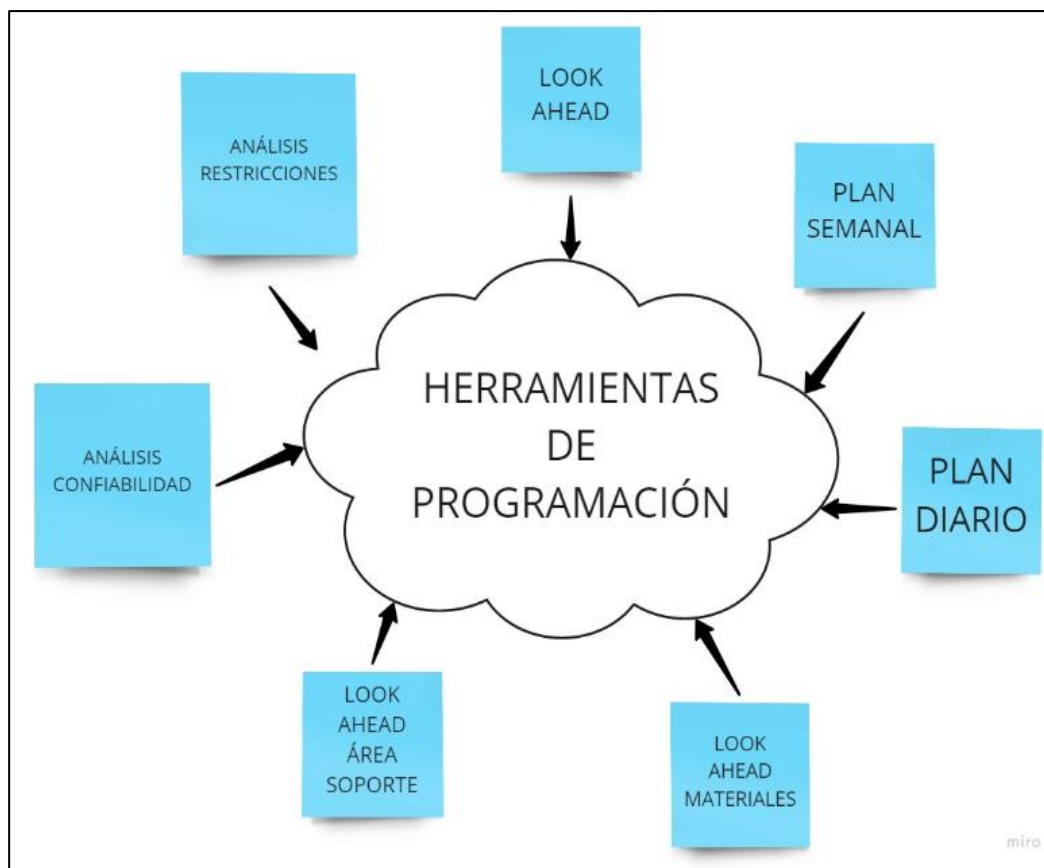 LOOK
AHEAD
ANÁLISIS
RESTRICCIONES
PLAN
SEMANAL
HERRAMIENTAS
DE
PROGRAMACIÓN
ANÁLISIS
CONFIABILIDAD
PLAN
DIARIO
LOOK
AHEAD
ÁREA
SOPORTE
LOOK
AHEAD
MATERIALES
miro